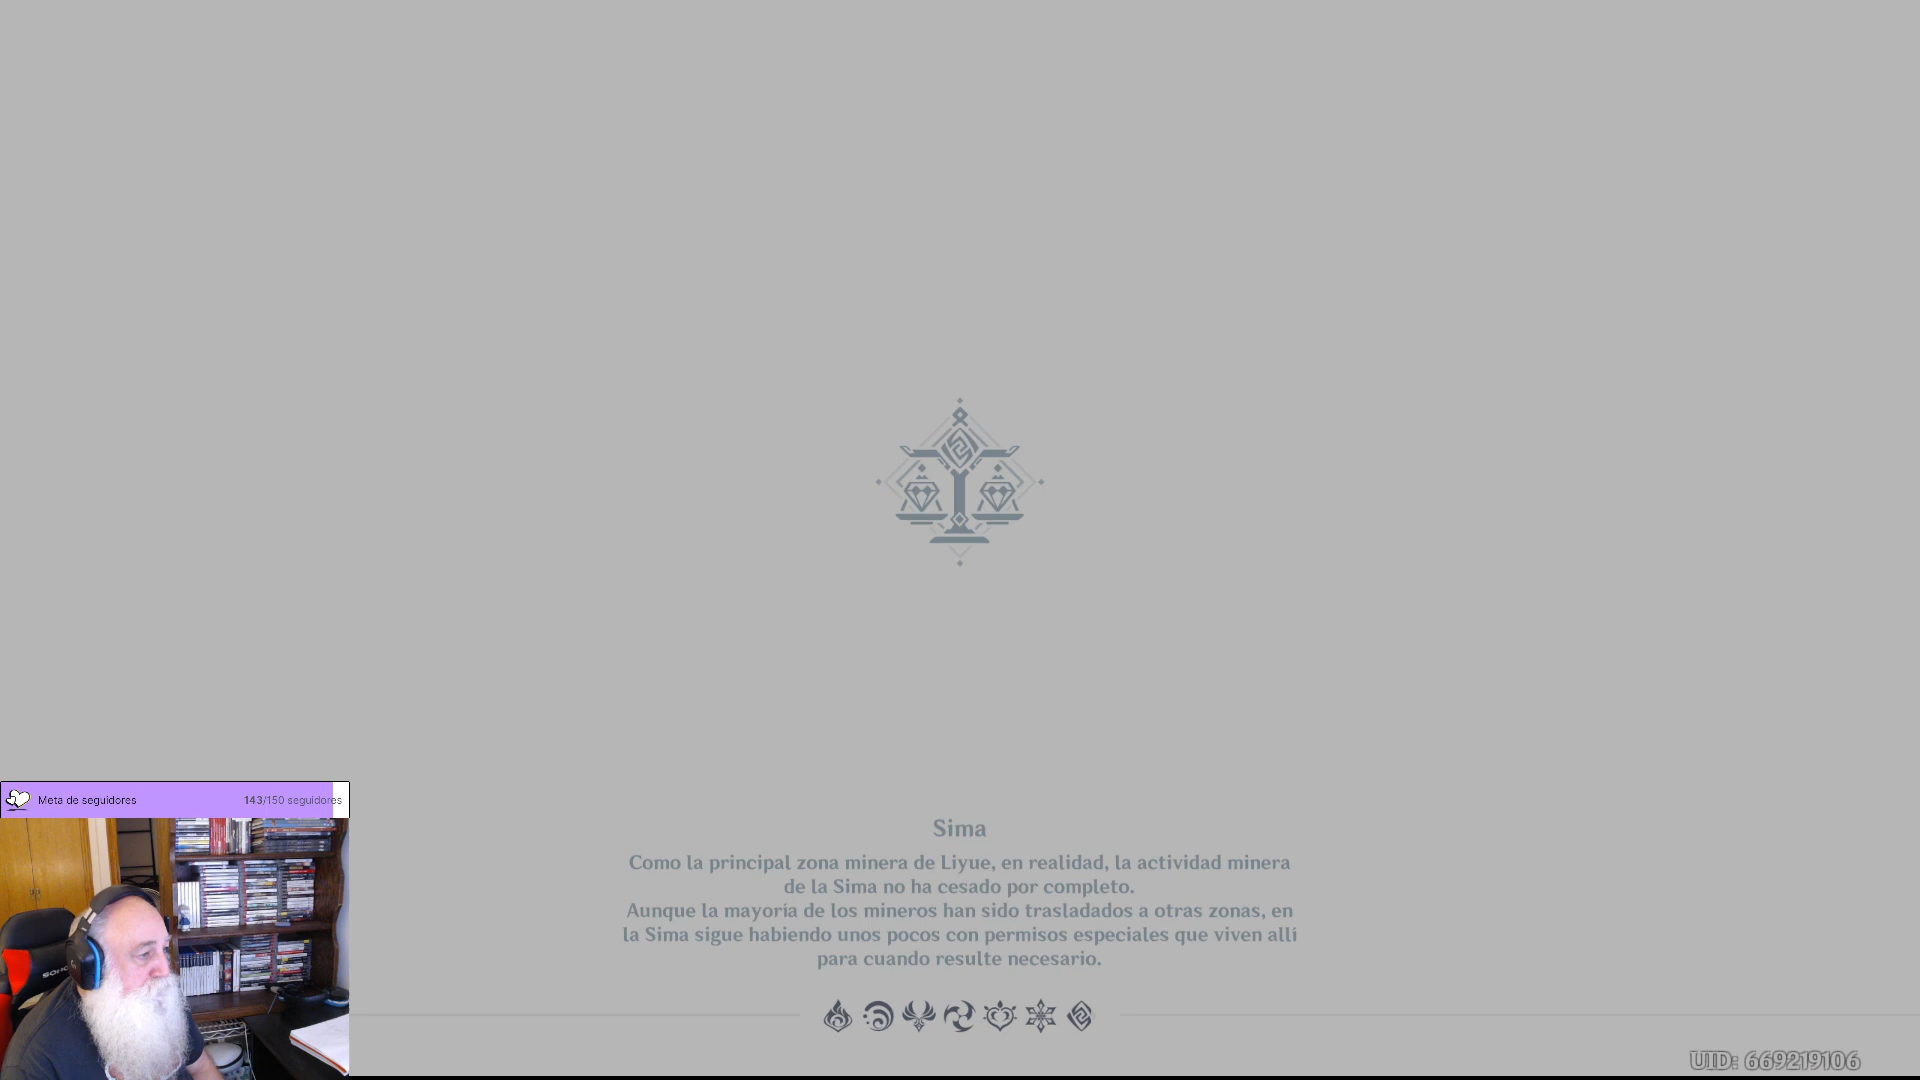 Meta de seguidores 143/150 seguidores
Sima
Como la principal zona minera de Liyue, en realidad, la actividad minera
de la Sima no ha cesado por completo.
Aunque la mayoría de los mineros han sido trasladados a otras zonas, en
la Sima sigue habiendo unos pocos con permisos especiales que viven allí
para cuando resulte necesario.
UID: 669219106